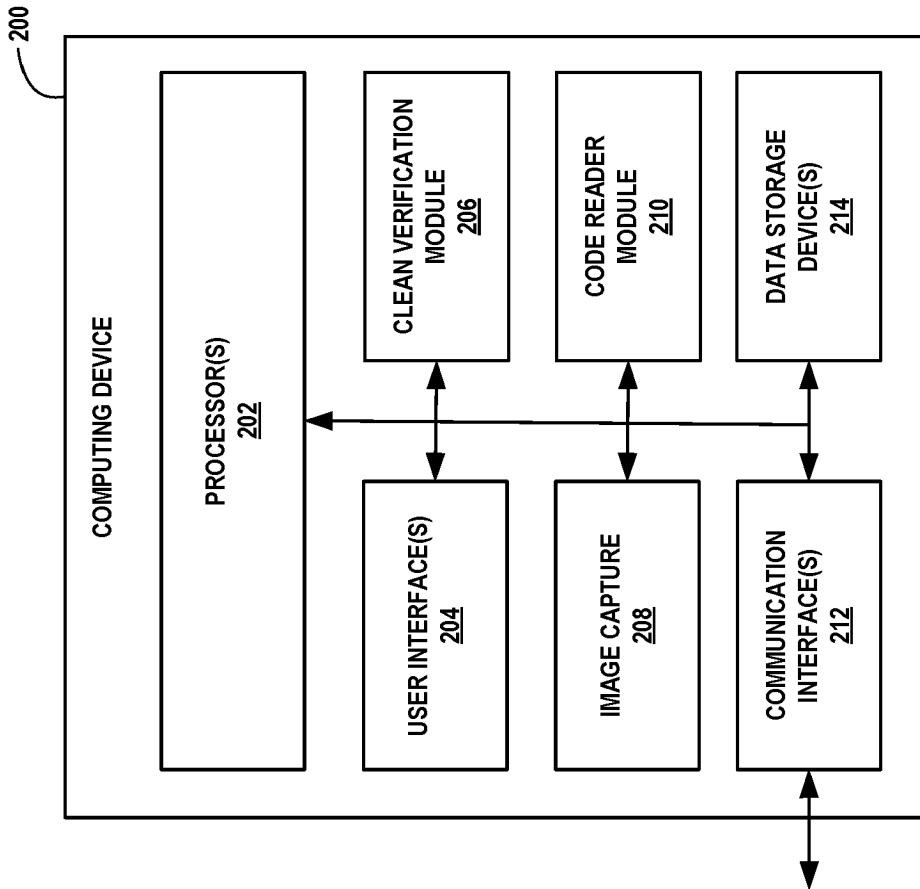 200
COMPUTING DEVICE
PROCESSOR(S)
202
USER INTERFACE(S)
204
CLEAN VERIFICATION
MODULE
206
IMAGE CAPTURE
208
CODE READER
MODULE
210
COMMUNICATION
INTERFACE(S)
212
DATA STORAGE
DEVICE(S)
214